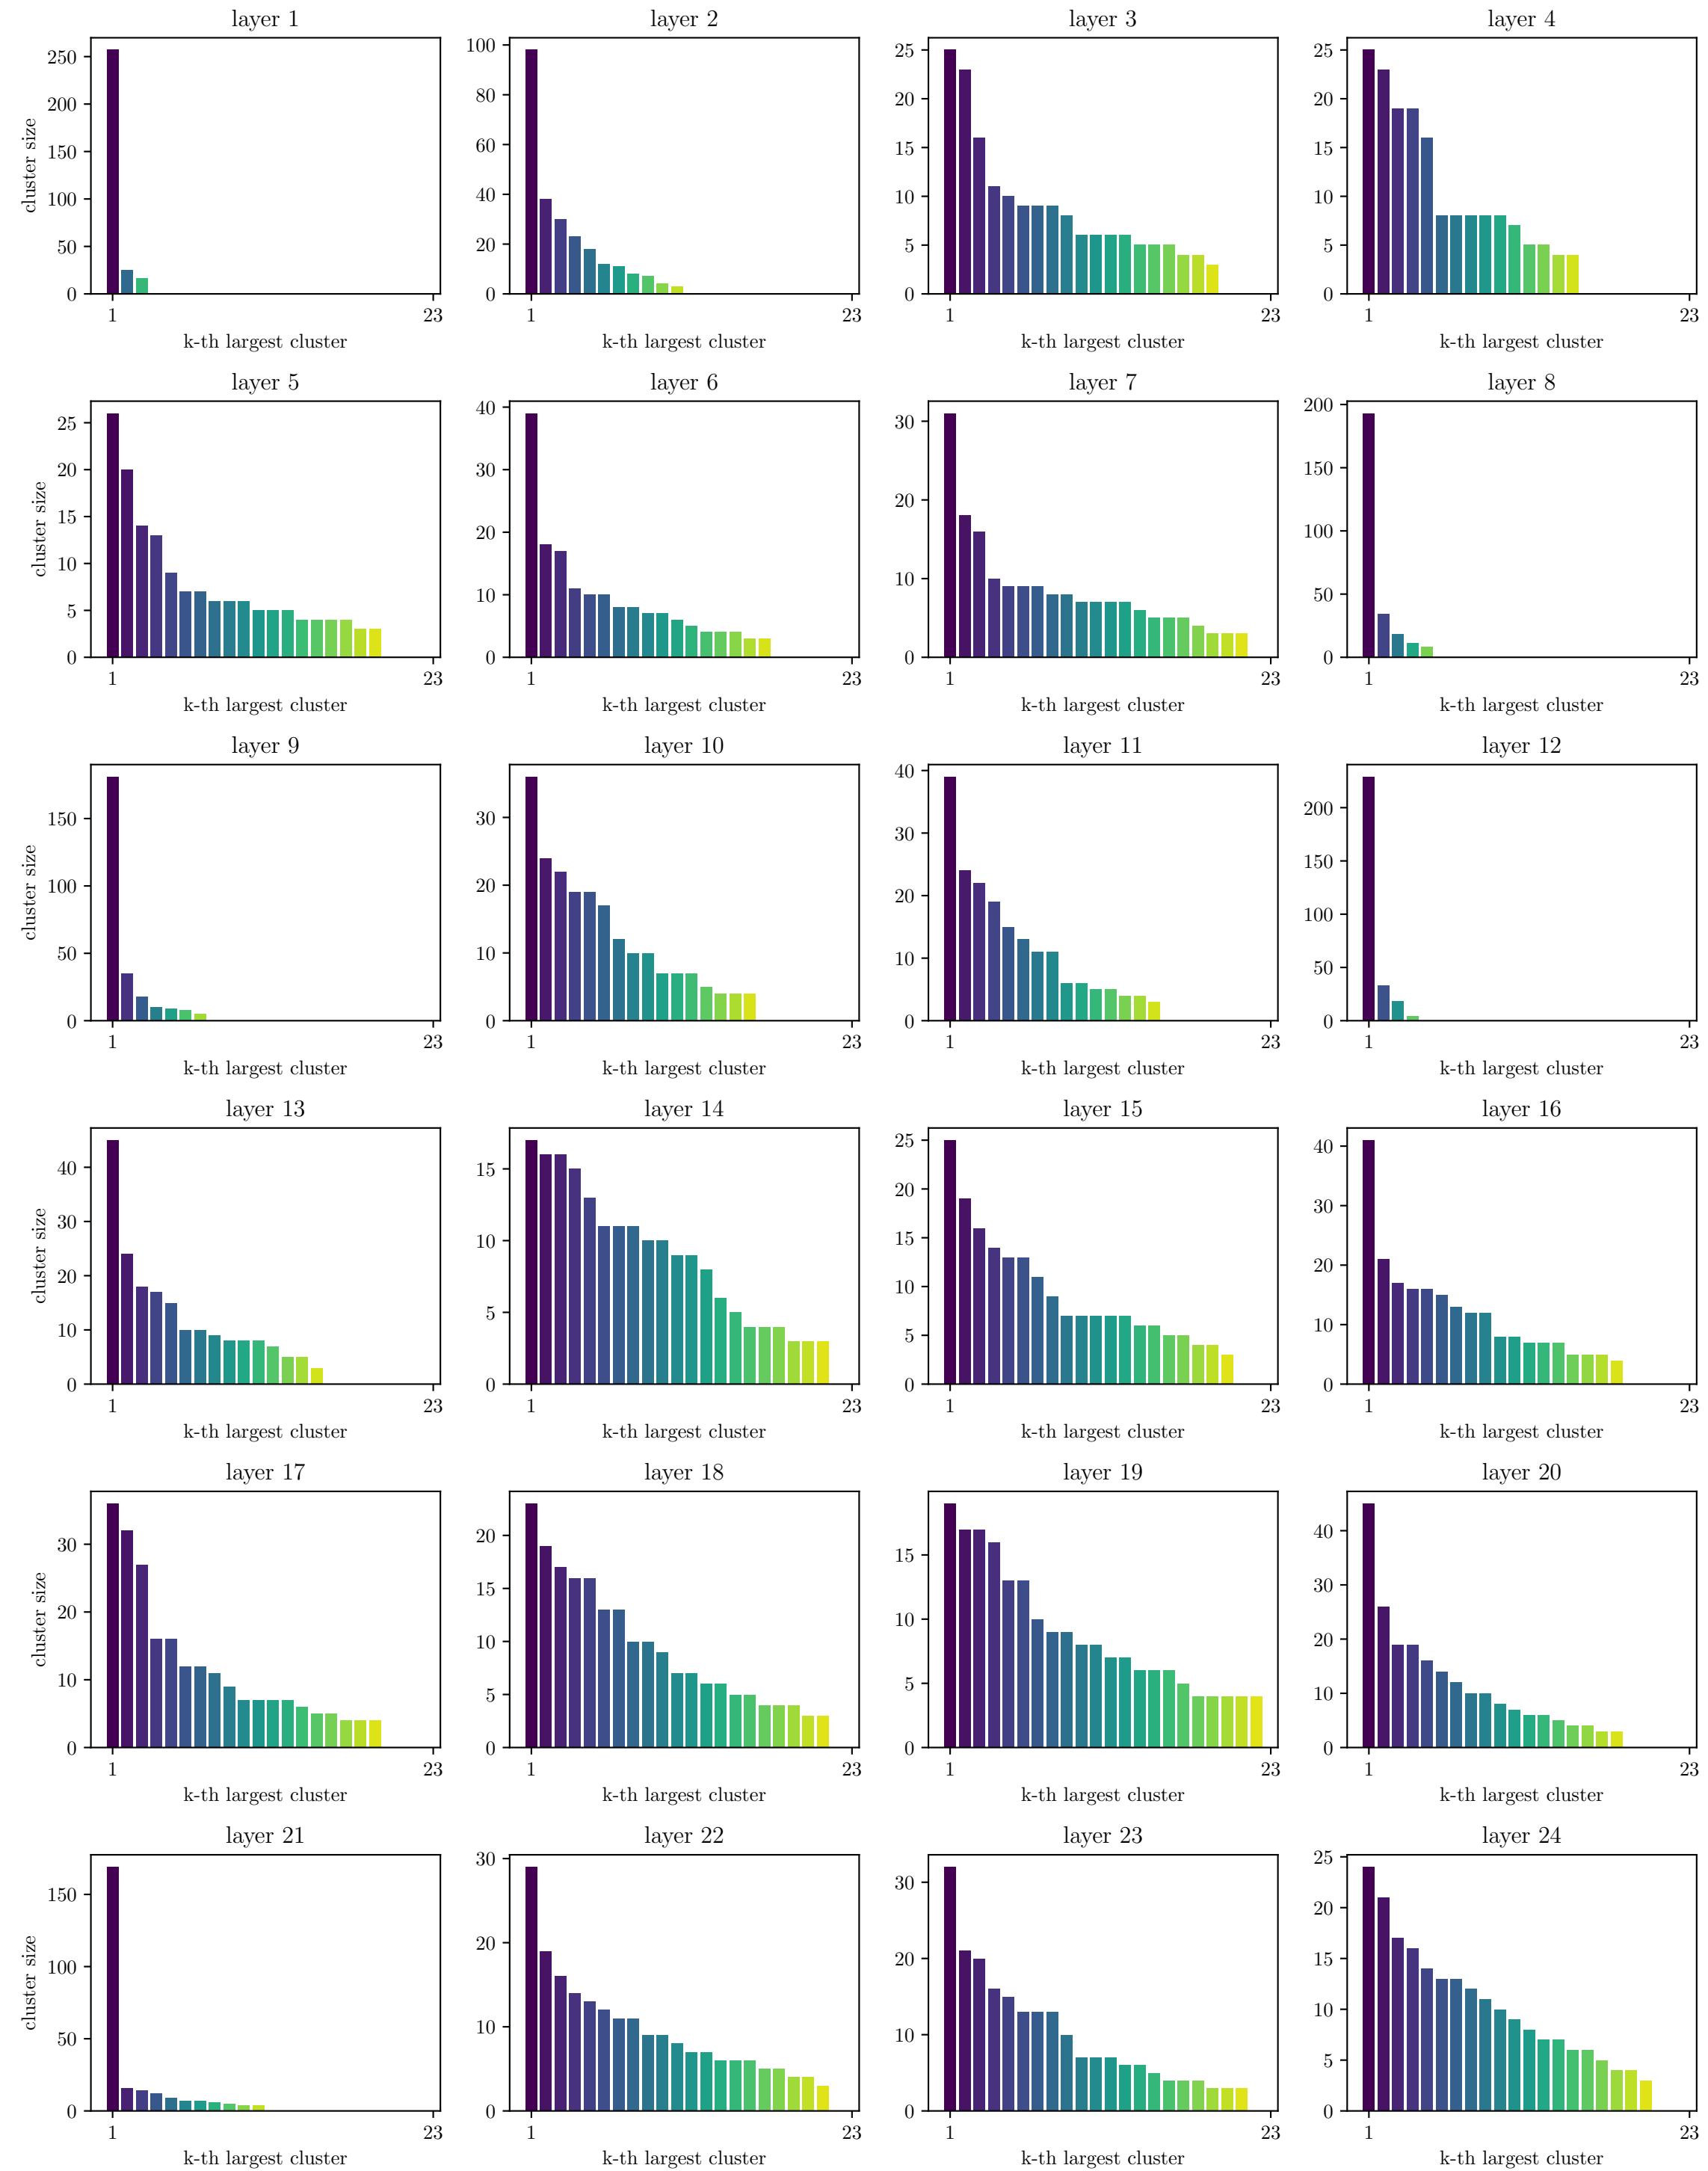 layer 1
250
200
150
100
50
0
cluster size
1 23
k-th largest cluster
layer 2
100
80
60
40
20
0
1 23
k-th largest cluster
layer 3
25
20
15
10
5
0
1 23
k-th largest cluster
layer 4
25
20
15
10
5
0
1 23
k-th largest cluster
layer 5
25
20
15
10
5
0
cluster size
1 23
k-th largest cluster
layer 6
40
30
20
10
0
1 23
k-th largest cluster
layer 7
30
20
10
0
1 23
k-th largest cluster
layer 8
200
150
100
50
0
1 23
k-th largest cluster
layer 9
150
100
50
0
cluster size
1 23
k-th largest cluster
layer 10
30
20
10
0
1 23
k-th largest cluster
layer 11
40
30
20
10
0
1 23
k-th largest cluster
layer 12
200
150
100
50
0
1 23
k-th largest cluster
layer 13
40
30
20
10
0
cluster size
1 23
k-th largest cluster
layer 14
15
10
5
0
1 23
k-th largest cluster
layer 15
25
20
15
10
5
0
1 23
k-th largest cluster
layer 16
40
30
20
10
0
1 23
k-th largest cluster
layer 17
30
20
10
0
cluster size
1 23
k-th largest cluster
layer 18
20
15
10
5
0
1 23
k-th largest cluster
layer 19
15
10
5
0
1 23
k-th largest cluster
layer 20
40
30
20
10
0
1 23
k-th largest cluster
layer 21
150
100
50
0
cluster size
1 23
k-th largest cluster
layer 22
30
20
10
0
1 23
k-th largest cluster
layer 23
30
20
10
0
1 23
k-th largest cluster
layer 24
25
20
15
10
5
0
1 23
k-th largest cluster